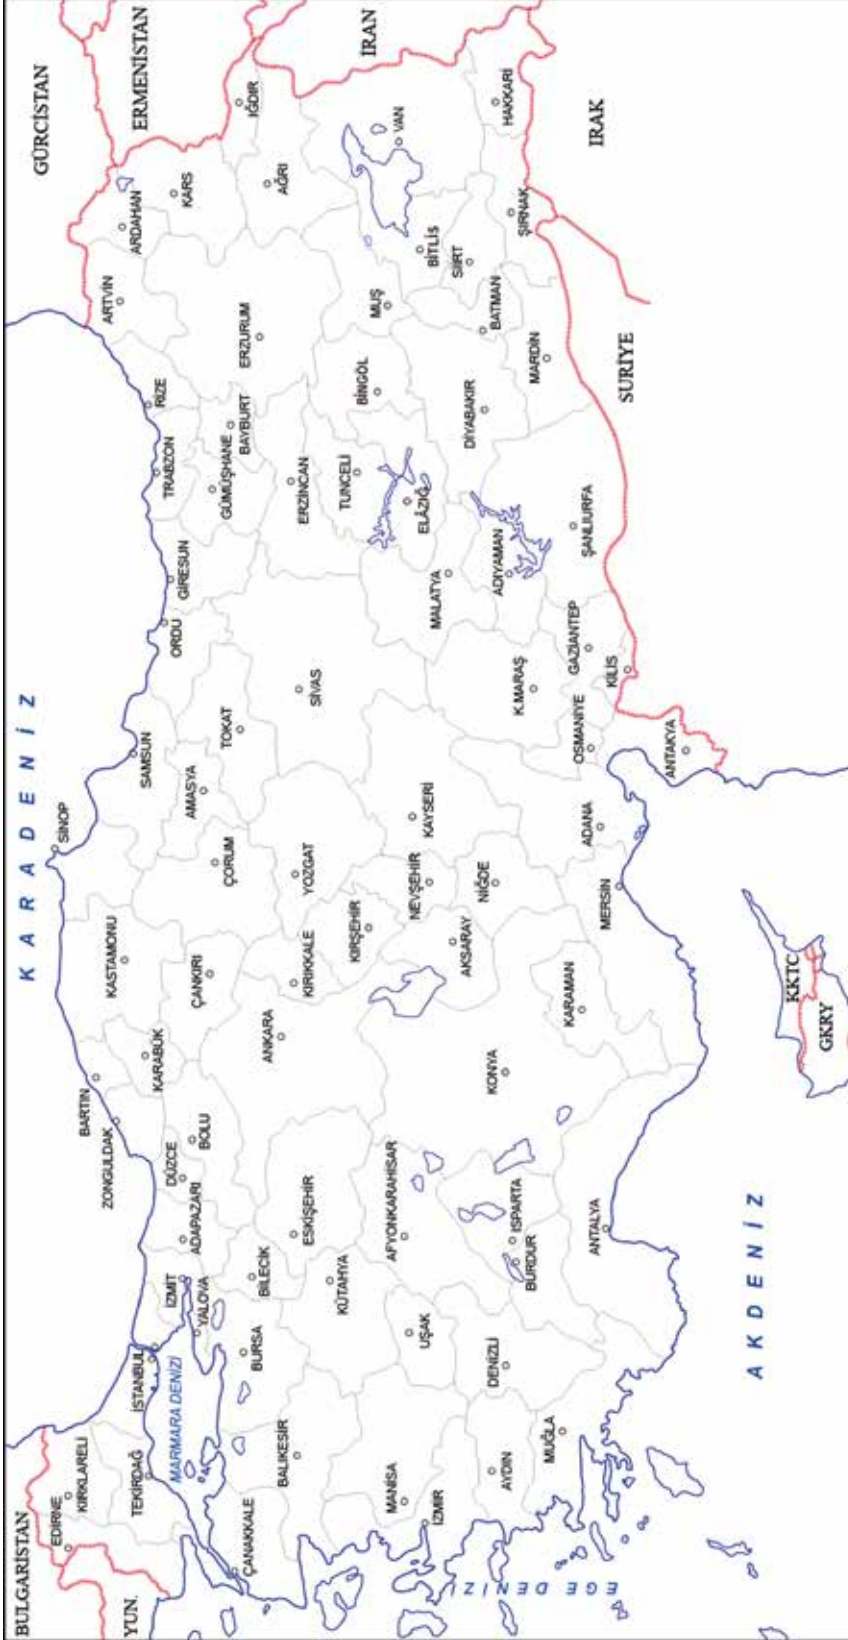 BULGARİSTAN
YUN.
KARADENİZ
GÜRCİSTAN
ERMENİSTAN
İRAN
IRAK
SURİYE
AKDENİZ
EGE DENİZİ
MARMARA DENİZİ
KKTC
GKRY
EDİRNE
KIRKLARELİ
TEKİRDAĞ
İSTANBUL
ÇANAKKALE
BALIKESİR
BURSA
YALOVA
İZMİT
ADAPAZARI
DÜZCE
BOLU
ZONGULDAK
BARTIN
KARABÜK
KASTAMONU
ÇANKIRI
SİNOP
ÇORUM
SAMSUN
AMASYA
TOKAT
ORDU
GİRESUN
TRABZON
GÜMÜŞHANE
BAYBURT
RİZE
ARTVİN
ARDAHAN
KARS
IĞDIR
AĞRI
ERZURUM
ERZİNCAN
SİVAS
YOZGAT
KIRIKKALE
ANKARA
ESKİŞEHİR
BİLECİK
KÜTAHYA
MANİSA
İZMİR
UŞAK
AFYONKARAHISAR
KIRŞEHİR
NEVŞEHİR
KAYSERİ
AKSARAY
NİĞDE
KONYA
KARAMAN
MALATYA
ELÂZIĞ
TUNCELİ
BİNGÖL
MUŞ
BİTLİS
VAN
HAKKARİ
ŞIRNAK
SİİRT
BATMAN
MARDİN
DİYABAKIR
ADIYAMAN
ŞANLIURFA
K.MARAŞ
GAZİANTEP
KİLİS
OSMANİYE
ANTAKYA
ADANA
MERSİN
ANTALYA
ISPARTA
BURDUR
DENİZLİ
AYDIN
MUĞLA